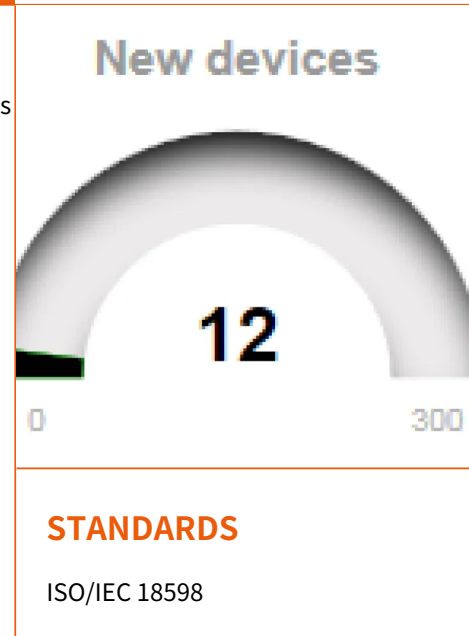 New devices
s
12
0 300
STANDARDS
ISO/IEC 18598